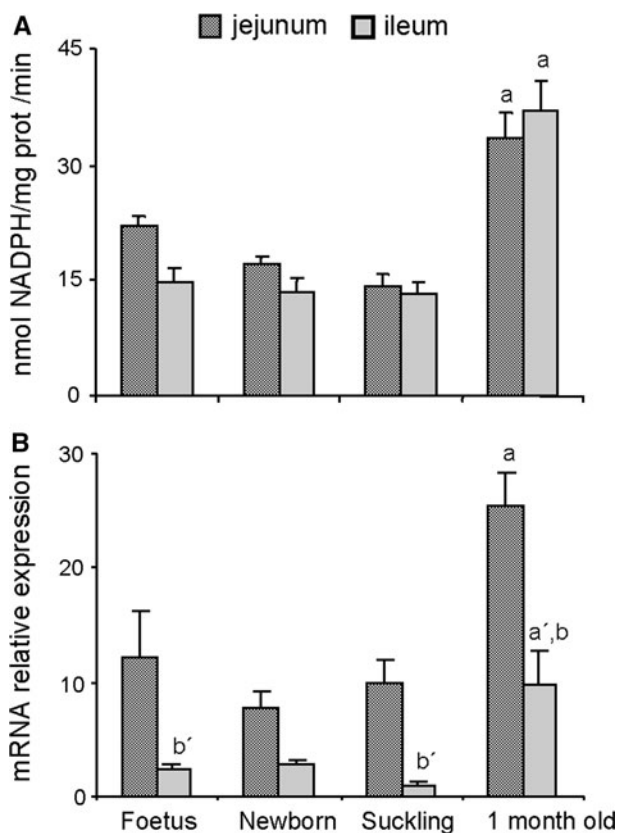 A
jejunum ileum
nmol NADPH/mg prot /min
45
30
15
0
a
a
B
mRNA relative expression
30
20
10
0
a
a´,b
b´
b´
Foetus Newborn Suckling 1 month old